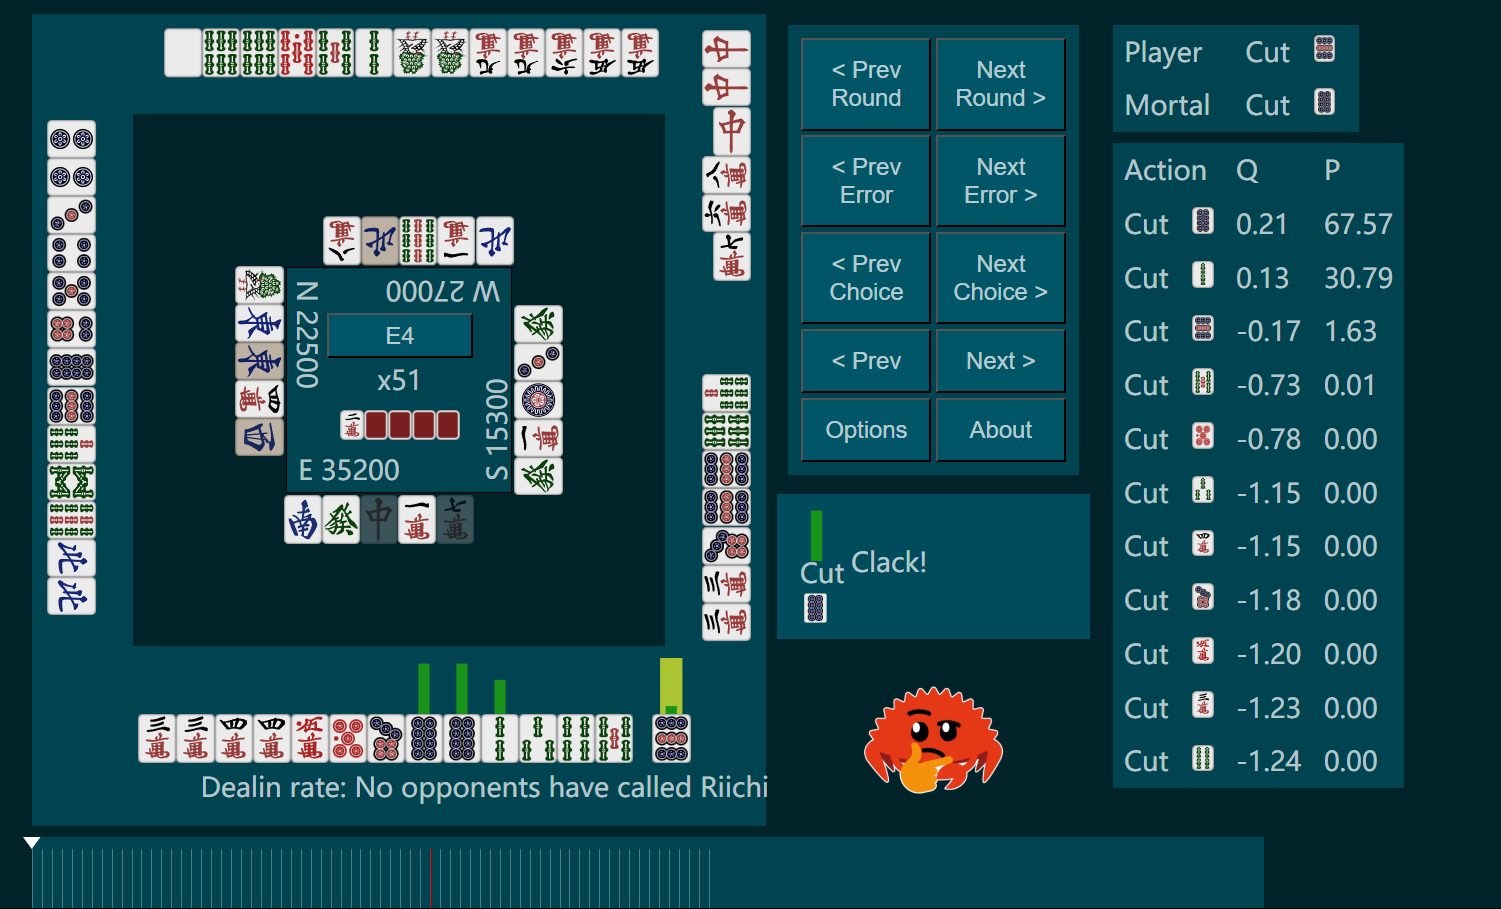 < Prev Round
Next Round >
< Prev Error
Next Error >
< Prev Choice
Next Choice >
< Prev
Next >
Options
About
Player Cut
Mortal Cut
Action Q P
Cut 0.21 67.57
Cut 0.13 30.79
Cut -0.17 1.63
Cut -0.73 0.01
Cut -0.78 0.00
Cut -1.15 0.00
Cut -1.15 0.00
Cut -1.18 0.00
Cut -1.20 0.00
Cut -1.23 0.00
Cut -1.24 0.00
W 27000
N 22500
E4
x51
S 15300
E 35200
Cut
Clack!
Dealin rate: No opponents have called Riichi